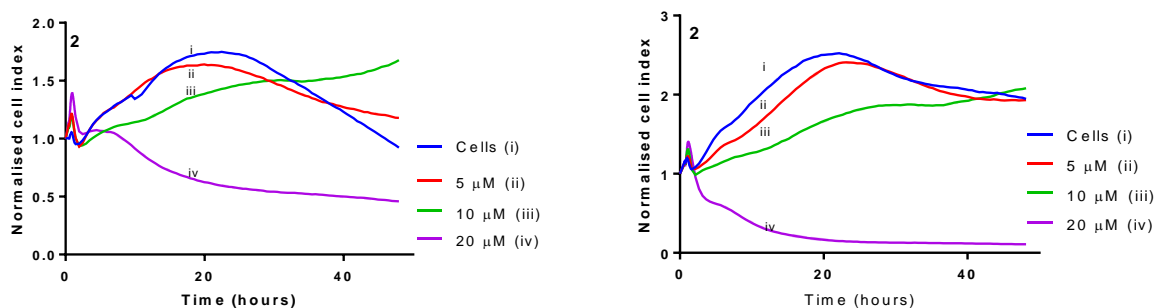 2
Normalised cell index
2.0
1.5
1.0
0.5
0.0
0
20
40
Time (hours)
i
ii
iii
iv
Cells (i)
5 µM (ii)
10 µM (iii)
20 µM (iv)
2
Normalised cell index
3
2
1
0
0
20
40
Time (hours)
i
ii
iii
iv
Cells (i)
5 µM (ii)
10 µM (iii)
20 µM (iv)